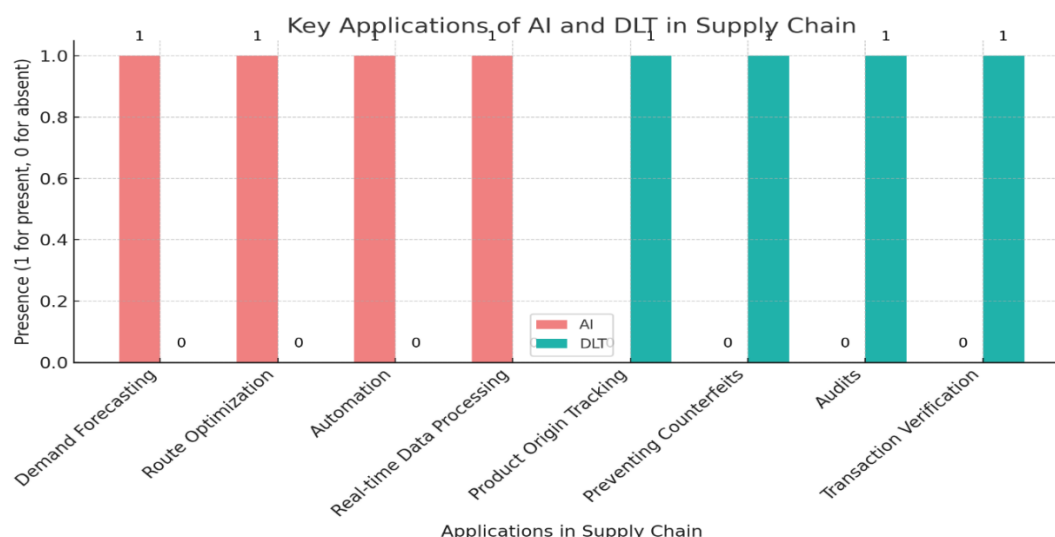 Key Applications of AI and DLT in Supply Chain
1 1 1 1 1 1 1 1
Presence (1 for present, 0 for absent)
1.0
0.8
0.6
0.4
0.2
0.0
0 0 0 0 0 0 0 0
AI
DLT
Demand Forecasting
Route Optimization
Automation
Real-time Data Processing
Product Origin Tracking
Preventing Counterfeits
Audits
Transaction Verification
Applications in Supply Chain